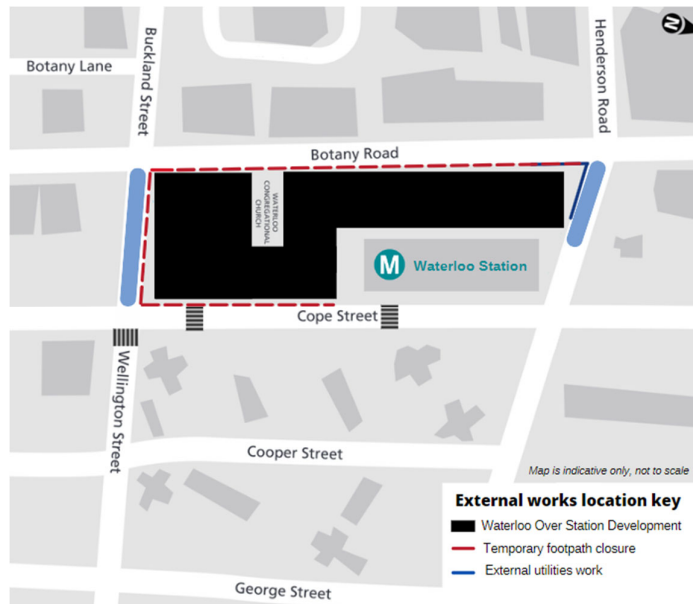 N
Buckland Street
Botany Lane
Henderson Road
Botany Road
WATERLOO
CONGREGATIONAL
CHURCH
M Waterloo Station
Cope Street
Wellington Street
Cooper Street
Map is indicative only, not to scale
External works location key
Waterloo Over Station Development
Temporary footpath closure
External utilities work
George Street